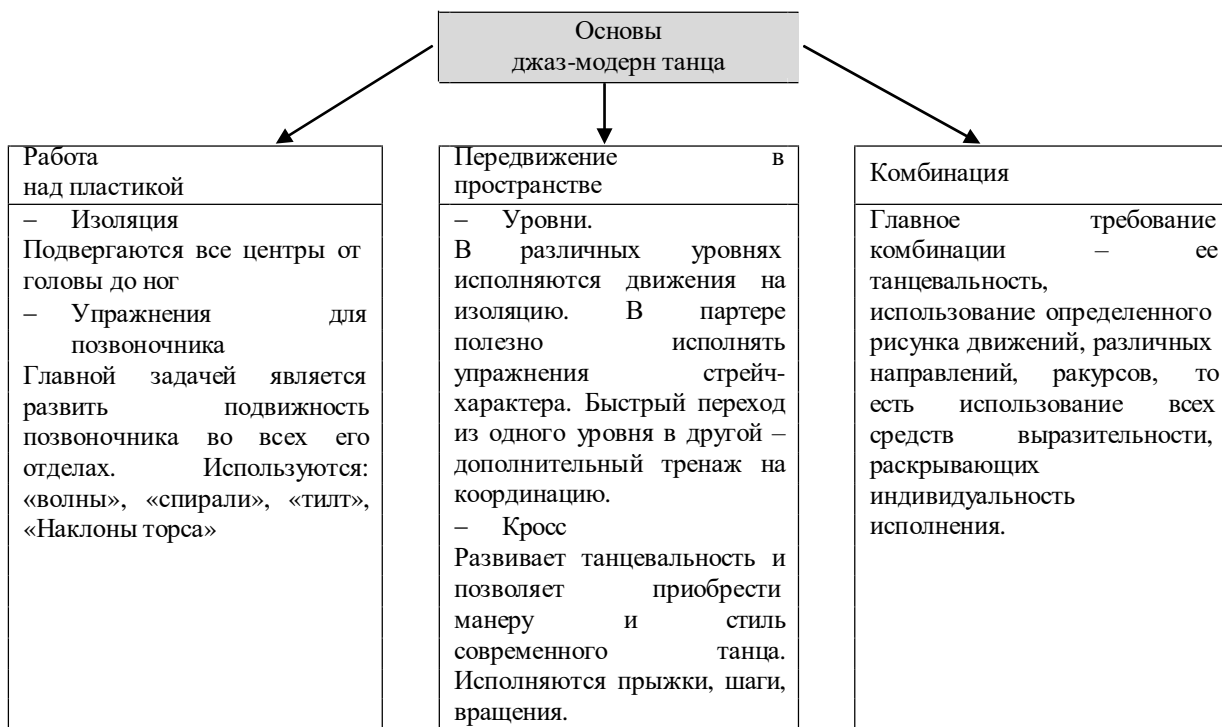 Основы
джаз-модерн танца
Работа
над пластикой
– Изоляция
Подвергаются все центры от
головы до ног
– Упражнения для
позвоночника
Главной задачей является
развить подвижность
позвоночника во всех его
отделах. Используются:
«волны», «спирали», «тилт»,
«Наклоны торса»
Передвижение в
пространстве
– Уровни.
В различных уровнях
исполняются движения на
изоляцию. В партере
полезно исполнять
упражнения стрейч-
характера. Быстрый переход
из одного уровня в другой –
дополнительный тренаж на
координацию.
– Кросс
Развивает танцевальность и
позволяет приобрести
манеру и стиль
современного танца.
Исполняются прыжки, шаги,
вращения.
Комбинация
Главное требование
комбинации – ее
танцевальность,
использование определенного
рисунка движений, различных
направлений, ракурсов, то
есть использование всех
средств выразительности,
раскрывающих
индивидуальность
исполнения.